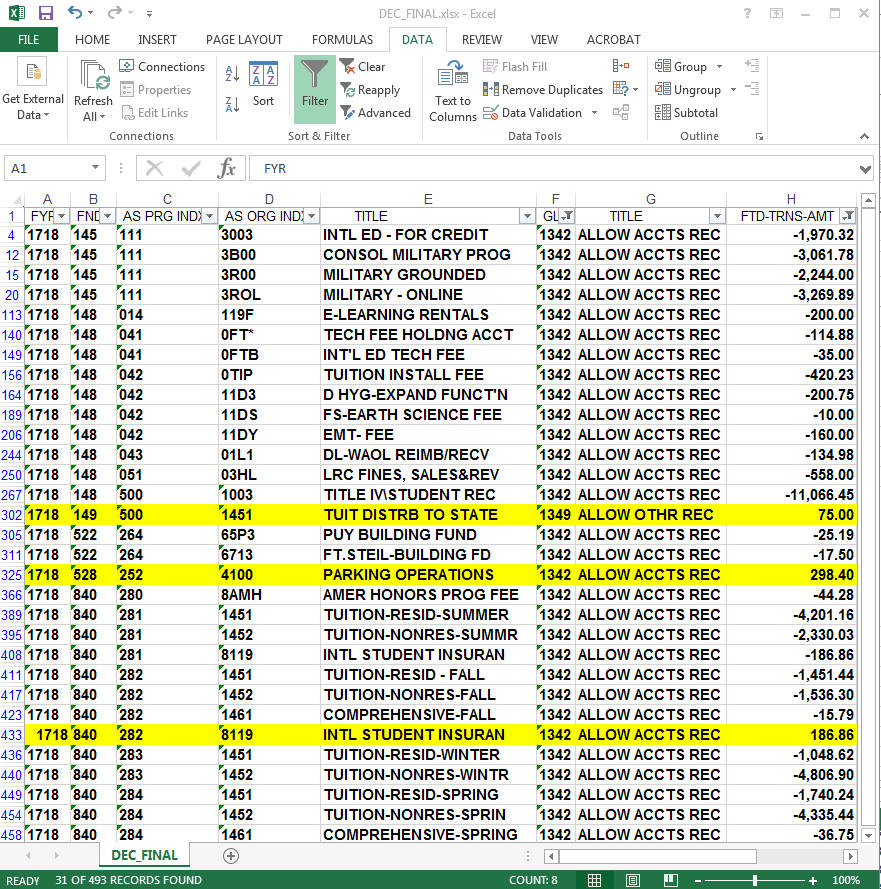 DEC_FINAL.xlsx - Excel
FILE HOME INSERT PAGE LAYOUT FORMULAS DATA REVIEW VIEW ACROBAT
Get External Data
Refresh All
Connections
Properties
Edit Links
Connections
Sort
Filter
Clear
Reapply
Advanced
Sort & Filter
Text to Columns
Flash Fill
Remove Duplicates
Data Validation
Data Tools
Group
Ungroup
Subtotal
Outline
A1 fx FYR
A B C D E F G H
1 FYR FND AS PRG INDX AS ORG INDX TITLE GL TITLE FTD-TRNS-AMT
4 1718 145 111 3003 INTL ED - FOR CREDIT 1342 ALLOW ACCTS REC -1,970.32
12 1718 145 111 3B00 CONSOL MILITARY PROG 1342 ALLOW ACCTS REC -3,061.78
15 1718 145 111 3R00 MILITARY GROUNDED 1342 ALLOW ACCTS REC -2,244.00
20 1718 145 111 3ROL MILITARY - ONLINE 1342 ALLOW ACCTS REC -3,269.89
113 1718 148 014 119F E-LEARNING RENTALS 1342 ALLOW ACCTS REC -200.00
140 1718 148 041 0FT* TECH FEE HOLDNG ACCT 1342 ALLOW ACCTS REC -114.88
149 1718 148 041 0FTB INT'L ED TECH FEE 1342 ALLOW ACCTS REC -35.00
156 1718 148 042 0TIP TUITION INSTALL FEE 1342 ALLOW ACCTS REC -420.23
164 1718 148 042 11D3 D HYG-EXPAND FUNCT'N 1342 ALLOW ACCTS REC -200.75
189 1718 148 042 11DS FS-EARTH SCIENCE FEE 1342 ALLOW ACCTS REC -10.00
206 1718 148 042 11DY EMT- FEE 1342 ALLOW ACCTS REC -160.00
244 1718 148 043 01L1 DL-WAOL REIMB/RECV 1342 ALLOW ACCTS REC -134.98
250 1718 148 051 03HL LRC FINES, SALES&REV 1342 ALLOW ACCTS REC -558.00
267 1718 148 500 1003 TITLE IV\STUDENT REC 1342 ALLOW ACCTS REC -11,066.45
302 1718 149 500 1451 TUIT DISTRB TO STATE 1349 ALLOW OTHR REC 75.00
305 1718 522 264 65P3 PUY BUILDING FUND 1342 ALLOW ACCTS REC -25.19
311 1718 522 264 6713 FT.STEIL-BUILDING FD 1342 ALLOW ACCTS REC -17.50
325 1718 528 252 4100 PARKING OPERATIONS 1342 ALLOW ACCTS REC 298.40
366 1718 840 280 8AMH AMER HONORS PROG FEE 1342 ALLOW ACCTS REC -44.28
389 1718 840 281 1451 TUITION-RESID-SUMMER 1342 ALLOW ACCTS REC -4,201.16
395 1718 840 281 1452 TUITION-NONRES-SUMMR 1342 ALLOW ACCTS REC -2,330.03
408 1718 840 281 8119 INTL STUDENT INSURAN 1342 ALLOW ACCTS REC -186.86
411 1718 840 282 1451 TUITION-RESID - FALL 1342 ALLOW ACCTS REC -1,451.44
417 1718 840 282 1452 TUITION-NONRES-FALL 1342 ALLOW ACCTS REC -1,536.30
423 1718 840 282 1461 COMPREHENSIVE-FALL 1342 ALLOW ACCTS REC -15.79
433 1718 840 282 8119 INTL STUDENT INSURAN 1342 ALLOW ACCTS REC 186.86
436 1718 840 283 1451 TUITION-RESID-WINTER 1342 ALLOW ACCTS REC -1,048.62
440 1718 840 283 1452 TUITION-NONRES-WINTR 1342 ALLOW ACCTS REC -4,806.90
449 1718 840 284 1451 TUITION-RESID-SPRING 1342 ALLOW ACCTS REC -1,740.24
454 1718 840 284 1452 TUITION-NONRES-SPRIN 1342 ALLOW ACCTS REC -4,335.44
458 1718 840 284 1461 COMPREHENSIVE-SPRING 1342 ALLOW ACCTS REC -36.75
DEC_FINAL
READY 31 OF 493 RECORDS FOUND COUNT: 8 100%